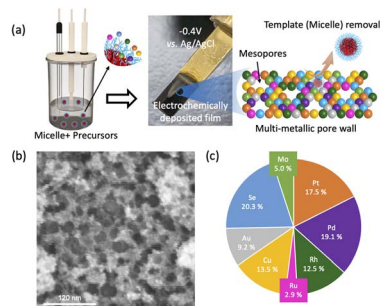 (a)
-0.4V
vs. Ag/AgCl
Electrochemically
deposited film
Micelle+ Precursors
Template (Micelle) removal
Mesopores
Multi-metallic pore wall
(b)
120 nm
(c)
Mo
5.0 %
Pt
17.5 %
Pd
19.1 %
Rh
12.5 %
Ru
2.9 %
Cu
13.5 %
Au
9.2 %
Se
20.3 %